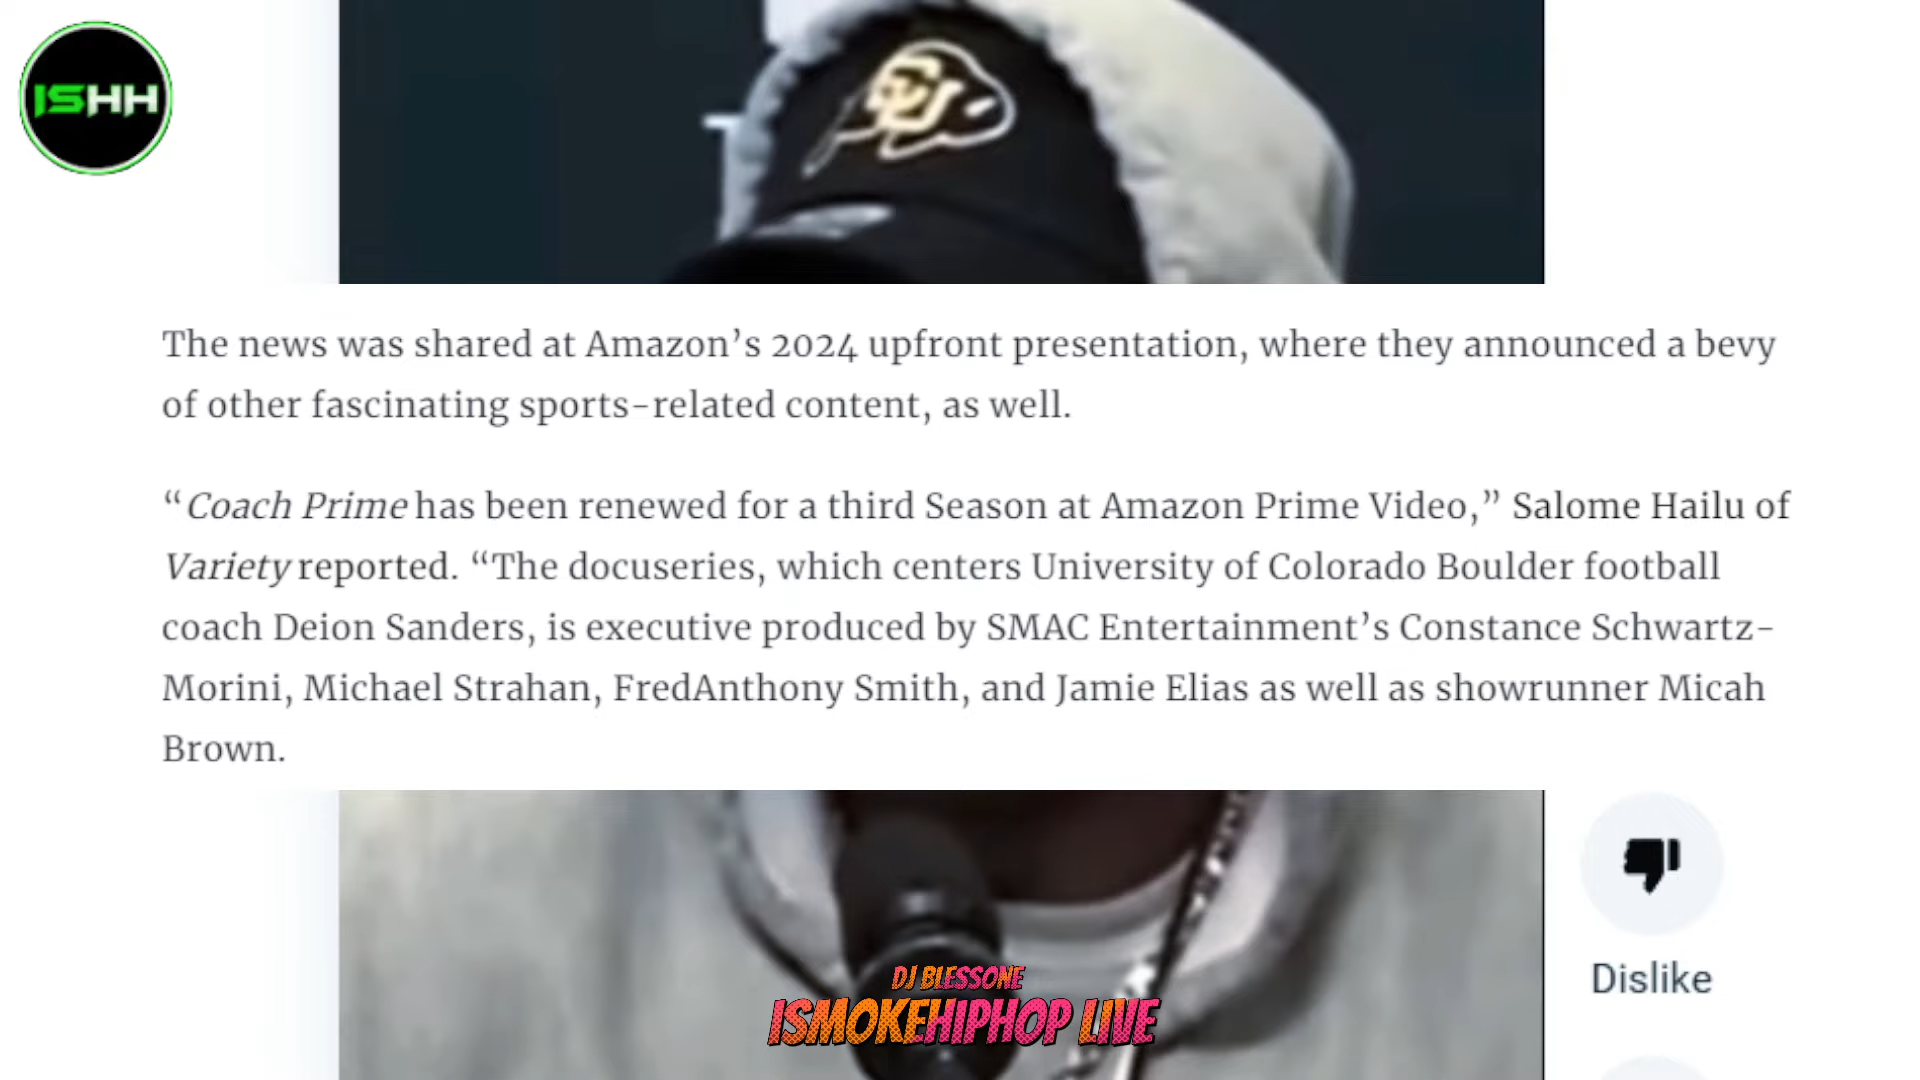 ISHH
CU
The news was shared at Amazon’s 2024 upfront presentation, where they announced a bevy
of other fascinating sports-related content, as well.
“Coach Prime has been renewed for a third Season at Amazon Prime Video,” Salome Hailu of
Variety reported. “The docuseries, which centers University of Colorado Boulder football
coach Deion Sanders, is executive produced by SMAC Entertainment’s Constance Schwartz-
Morini, Michael Strahan, FredAnthony Smith, and Jamie Elias as well as showrunner Micah
Brown.
Dislike
DJ BLESSONE
ISMOKEHIPHOP LIVE